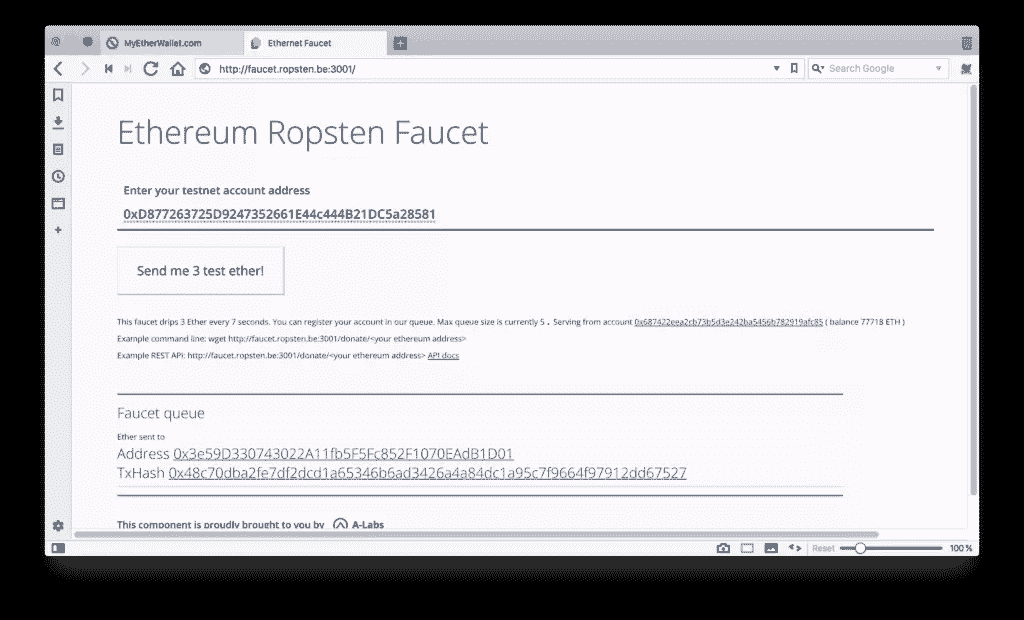 MyEtherWallet.com
Ethernet Faucet
http://faucet.ropsten.be:3001/
Search Google
Ethereum Ropsten Faucet
Enter your testnet account address
0xD877263725D9247352661E44c444B21DC5a28581
Send me 3 test ether!
This faucet drips 3 Ether every 7 seconds. You can register your account in our queue. Max queue size is currently 5 . Serving from account 0x687422eea2cb73b5d3e242ba5456b782919afc85 ( balance 77718 ETH )
Example command line: wget http://faucet.ropsten.be:3001/donate/<your ethereum address>
Example REST API: http://faucet.ropsten.be:3001/donate/<your ethereum address> API docs
Faucet queue
Ether sent to
Address 0x3e59D330743022A11fb5F5Fc852F1070EAdB1D01
TxHash 0x48c70dba2fe7df2dcd1a65346b6ad3426a4a84dc1a95c7f9664f97912dd67527
This component is proudly brought to you by A-Labs
Reset 100%